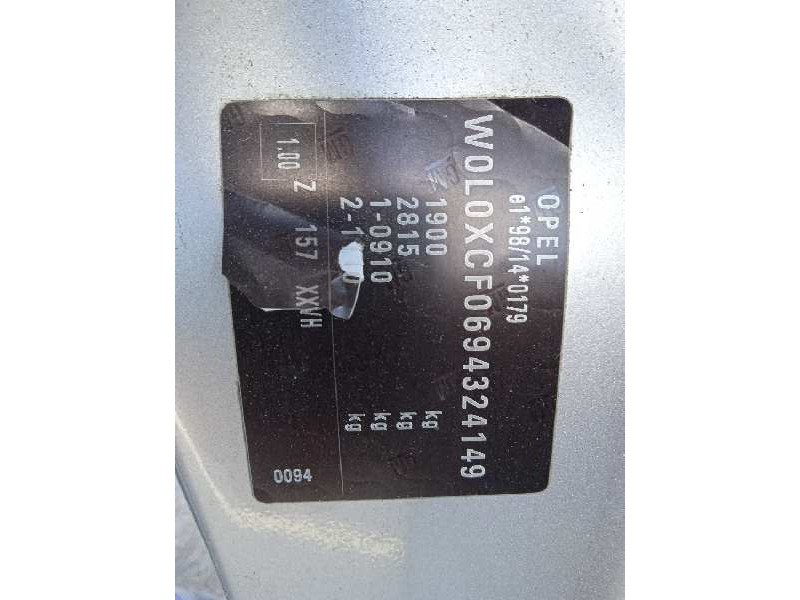 OPEL
e1*98/14*0179
W0L0XCF0694324149
1900 kg
2815 kg
1-0910 kg
2- kg
1.00 Z 157 XXVH
0094